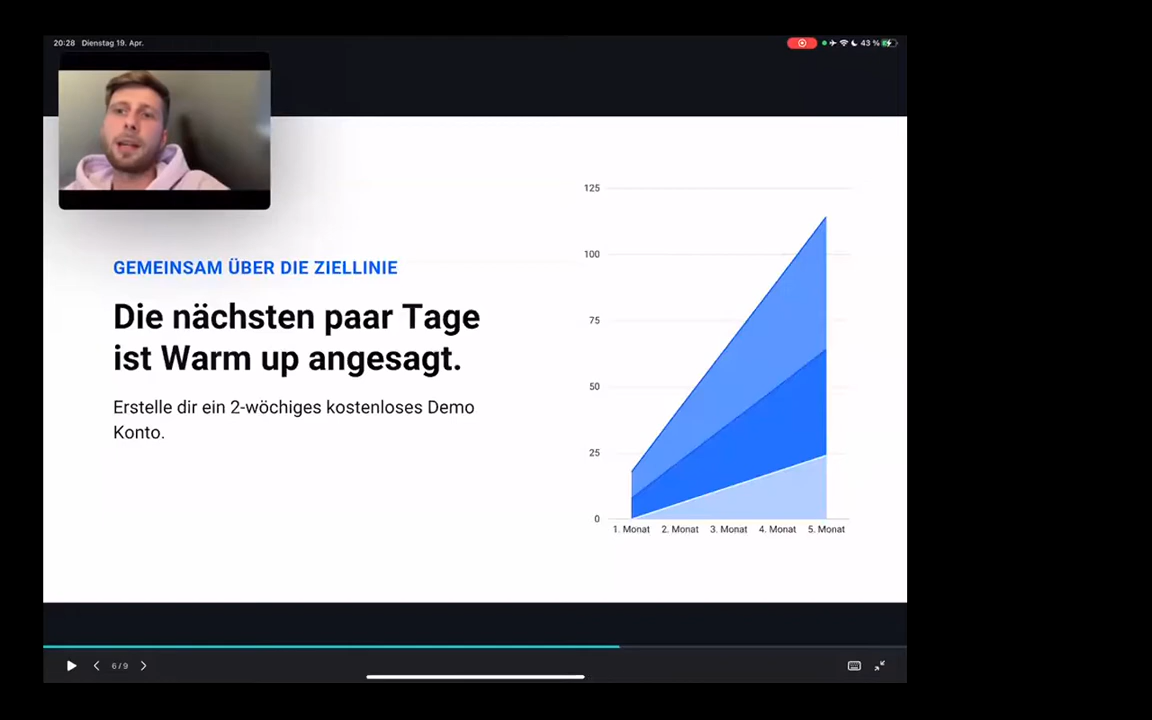 20:28 Dienstag 19. Apr.
43 %
GEMEINSAM ÜBER DIE ZIELLINIE
Die nächsten paar Tage
ist Warm up angesagt.
Erstelle dir ein 2-wöchiges kostenloses Demo
Konto.
125
100
75
50
25
0
1. Monat 2. Monat 3. Monat 4. Monat 5. Monat
6/9